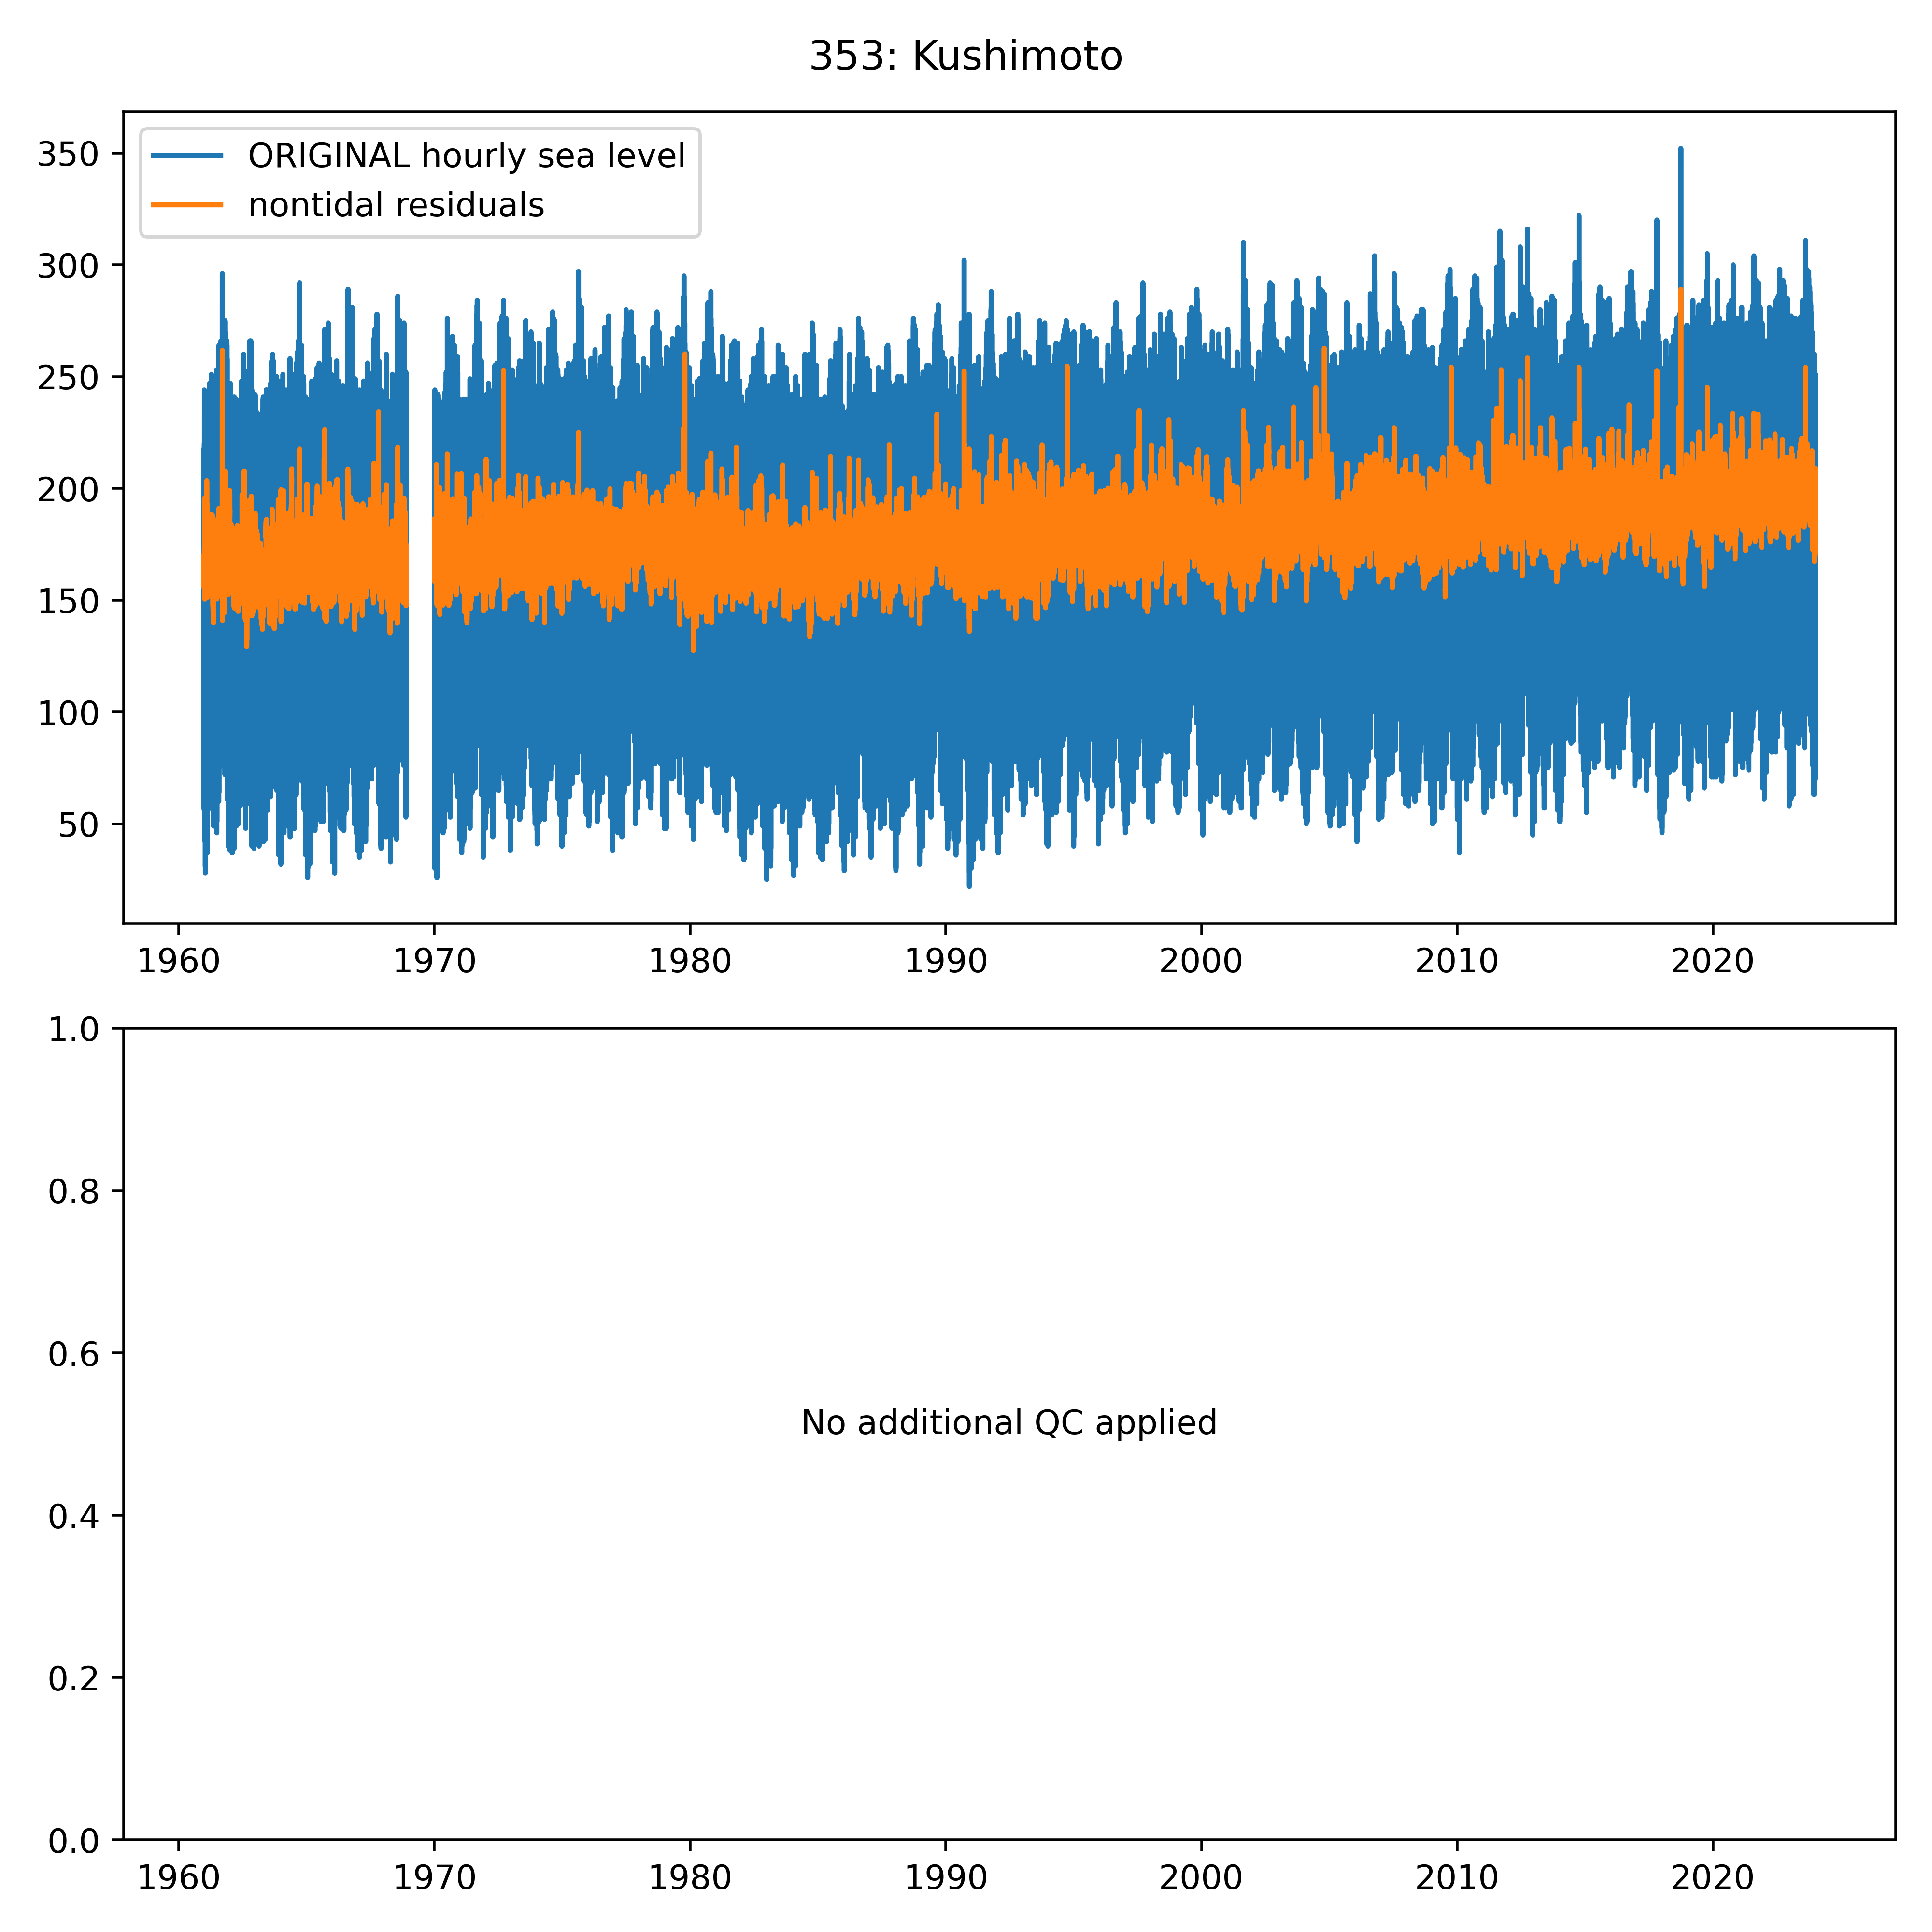 353: Kushimoto
ORIGINAL hourly sea level
nontidal residuals
350
300
250
200
150
100
50
1960 1970 1980 1990 2000 2010 2020
1.0
0.8
0.6
No additional QC applied
0.4
0.2
0.0
1960 1970 1980 1990 2000 2010 2020